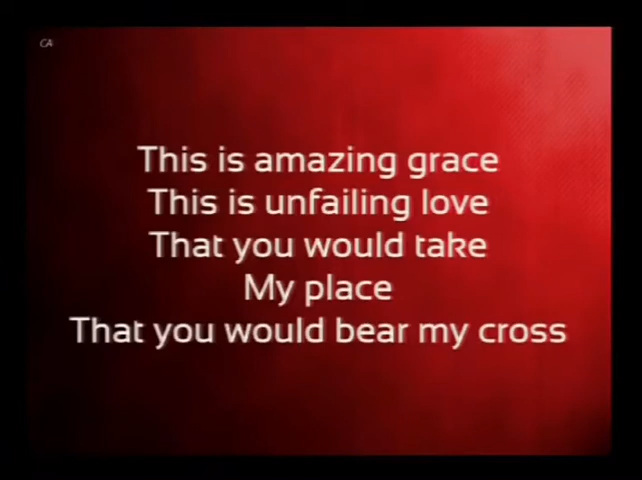 CA
This is amazing grace
This is unfailing love
That you would take
My place
That you would bear my cross